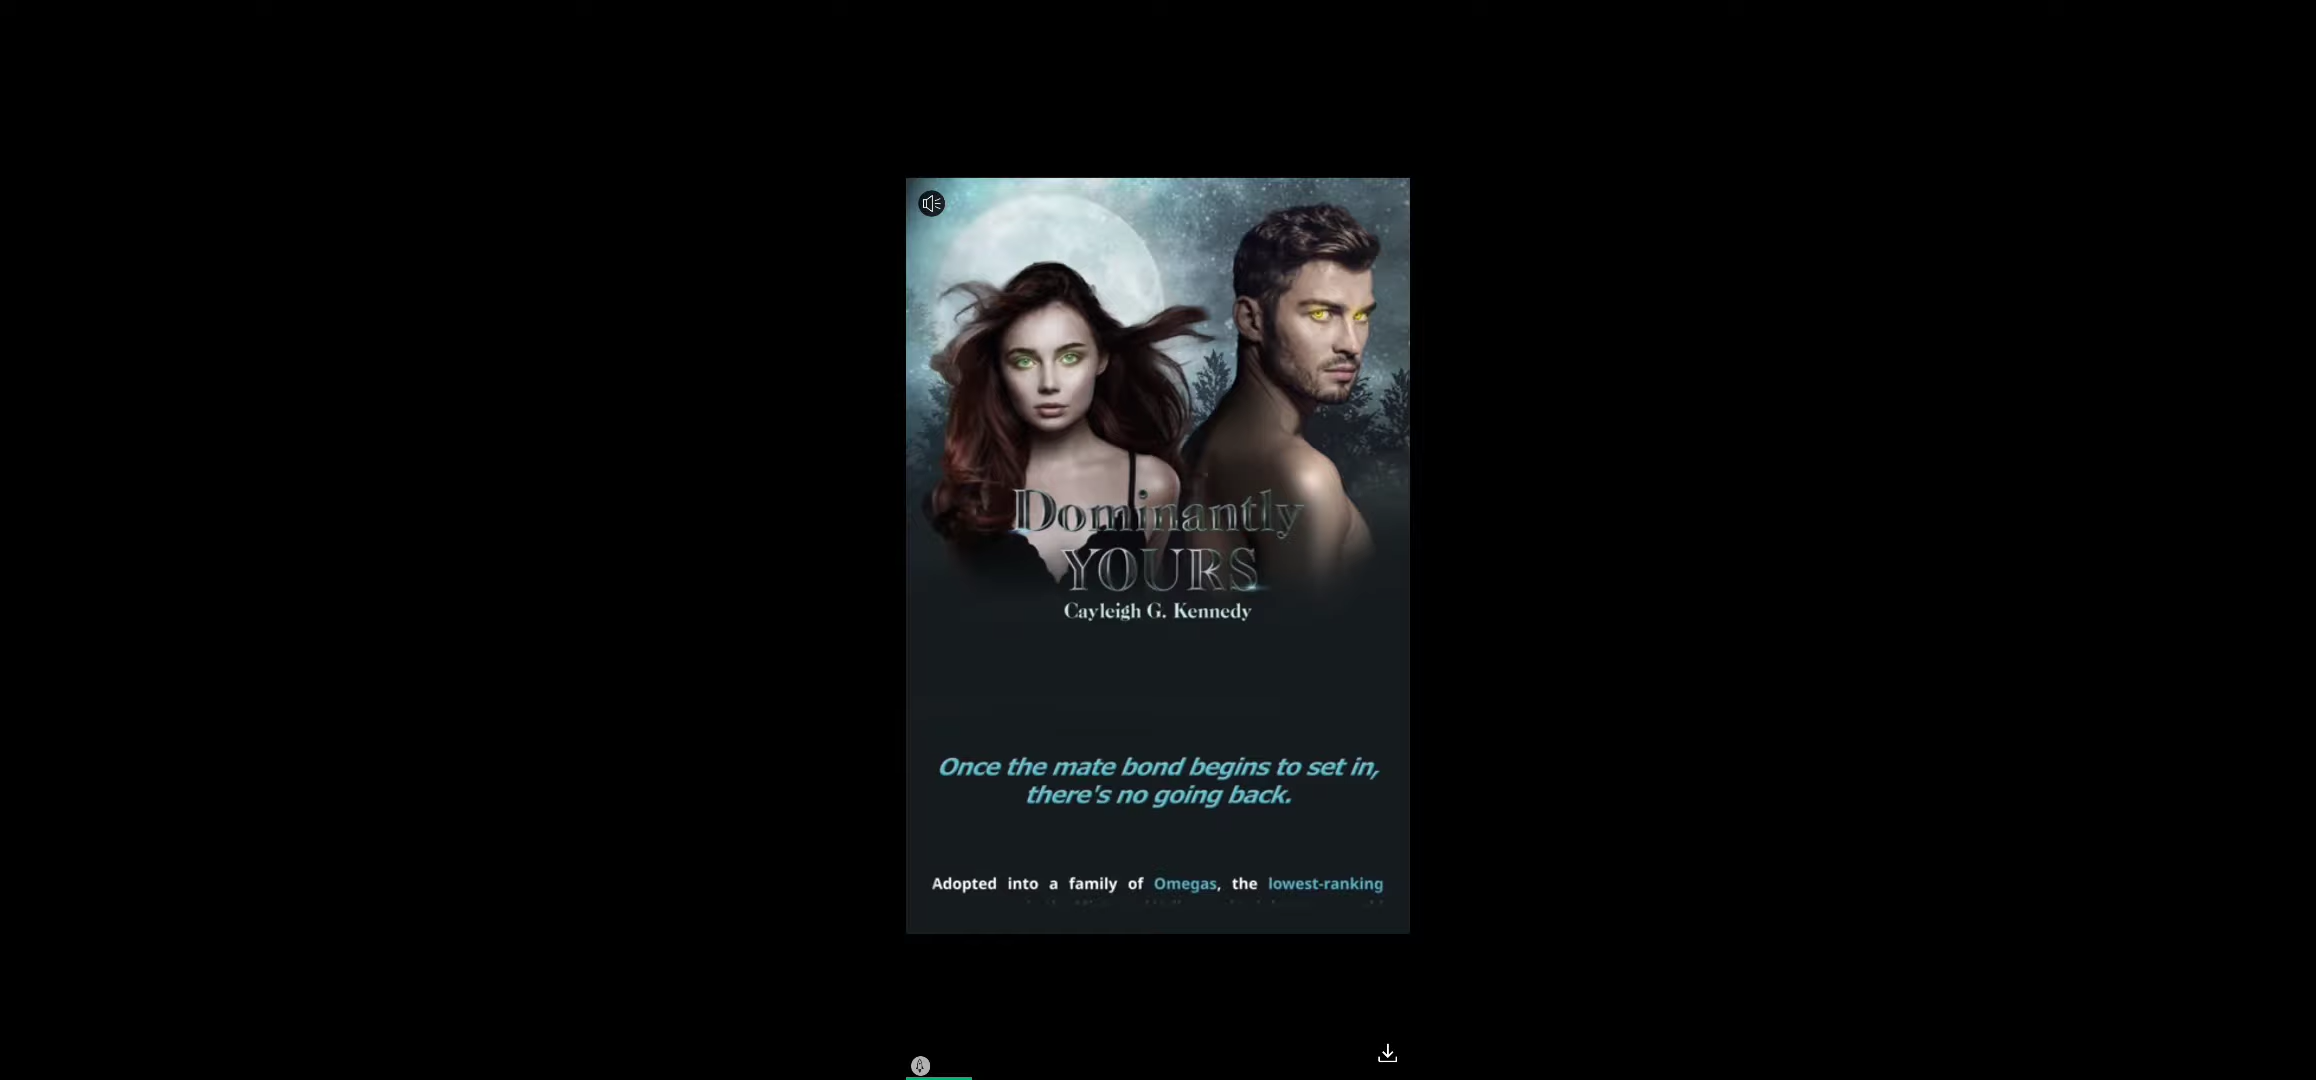 Dominantly
YOURS
Cayleigh G. Kennedy
Once the mate bond begins to set in,
there's no going back.
Adopted into a family of Omegas, the lowest-ranking